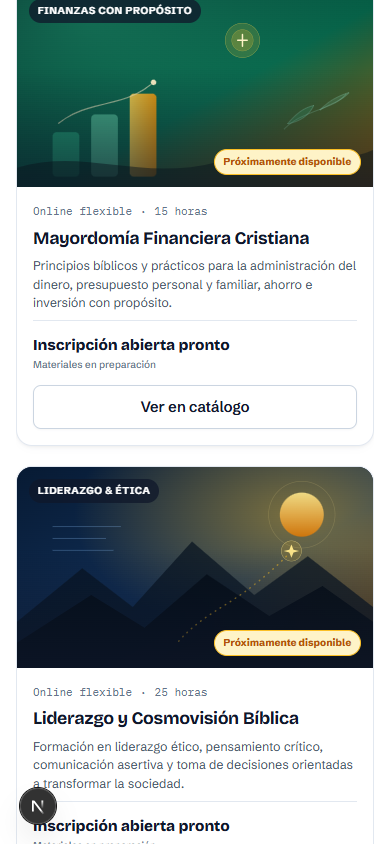 FINANZAS CON PROPÓSITO
Próximamente disponible
Online flexible · 15 horas
Mayordomía Financiera Cristiana
Principios bíblicos y prácticos para la administración del
dinero, presupuesto personal y familiar, ahorro e
inversión con propósito.
Inscripción abierta pronto
Materiales en preparación
Ver en catálogo
LIDERAZGO & ÉTICA
Próximamente disponible
Online flexible · 25 horas
Liderazgo y Cosmovisión Bíblica
Formación en liderazgo ético, pensamiento crítico,
comunicación asertiva y toma de decisiones orientadas
a transformar la sociedad.
N
Inscripción abierta pronto